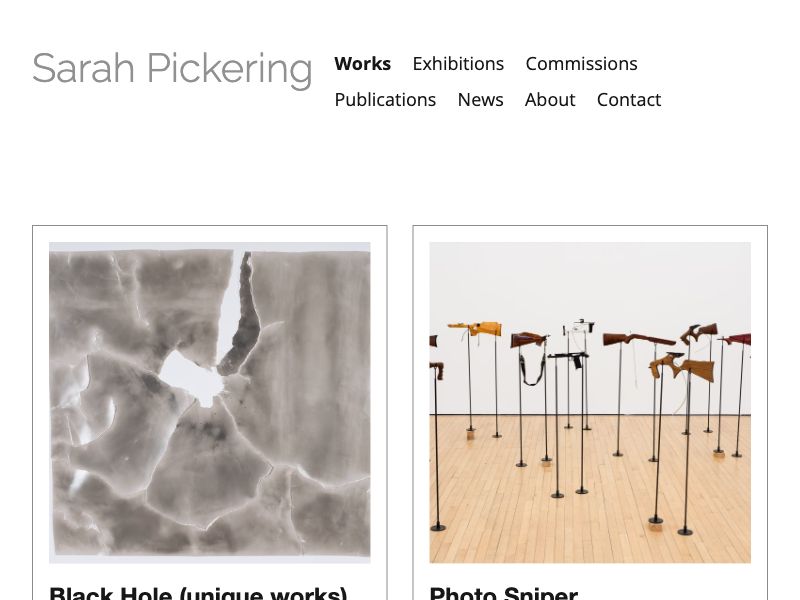 Sarah Pickering
Works Exhibitions Commissions
Publications News About Contact
Black Hole (unique works)
Photo Sniper